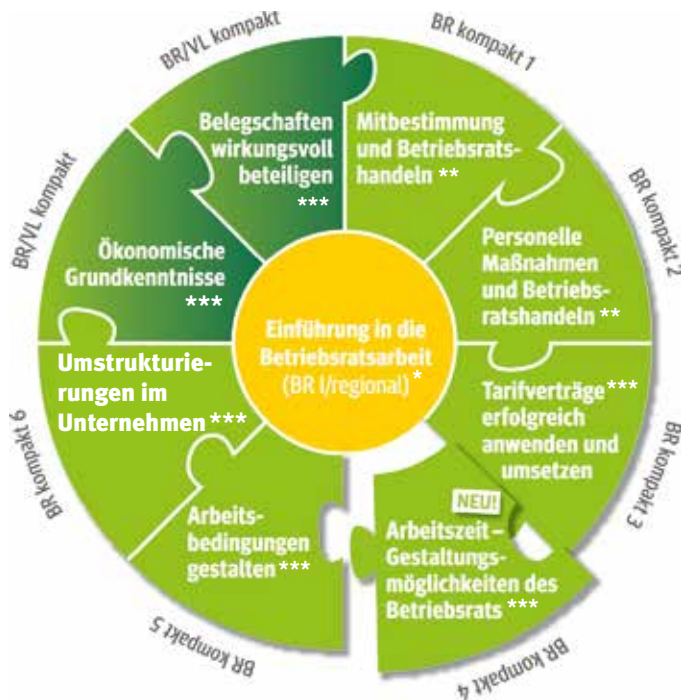 BR/VL kompakt
Belegschaften
wirkungsvoll
beteiligen
***
BR kompakt 1
Mitbestimmung
und Betriebsrats-
handeln **
BR kompakt 2
Personelle
Maßnahmen
und Betriebs-
ratshandeln **
BR kompakt 3
Tarifverträge ***
erfolgreich
anwenden und
umsetzen
BR kompakt 4
NEU!
Arbeitszeit –
Gestaltungs-
möglichkeiten des
Betriebsrats ***
BR kompakt 5
Arbeits-
bedingungen
gestalten ***
BR kompakt 6
Umstrukturie-
rungen im
Unternehmen ***
BR/VL kompakt
Ökonomische
Grundkenntnisse
***
Einführung in die
Betriebsratsarbeit
(BR I/regional) *